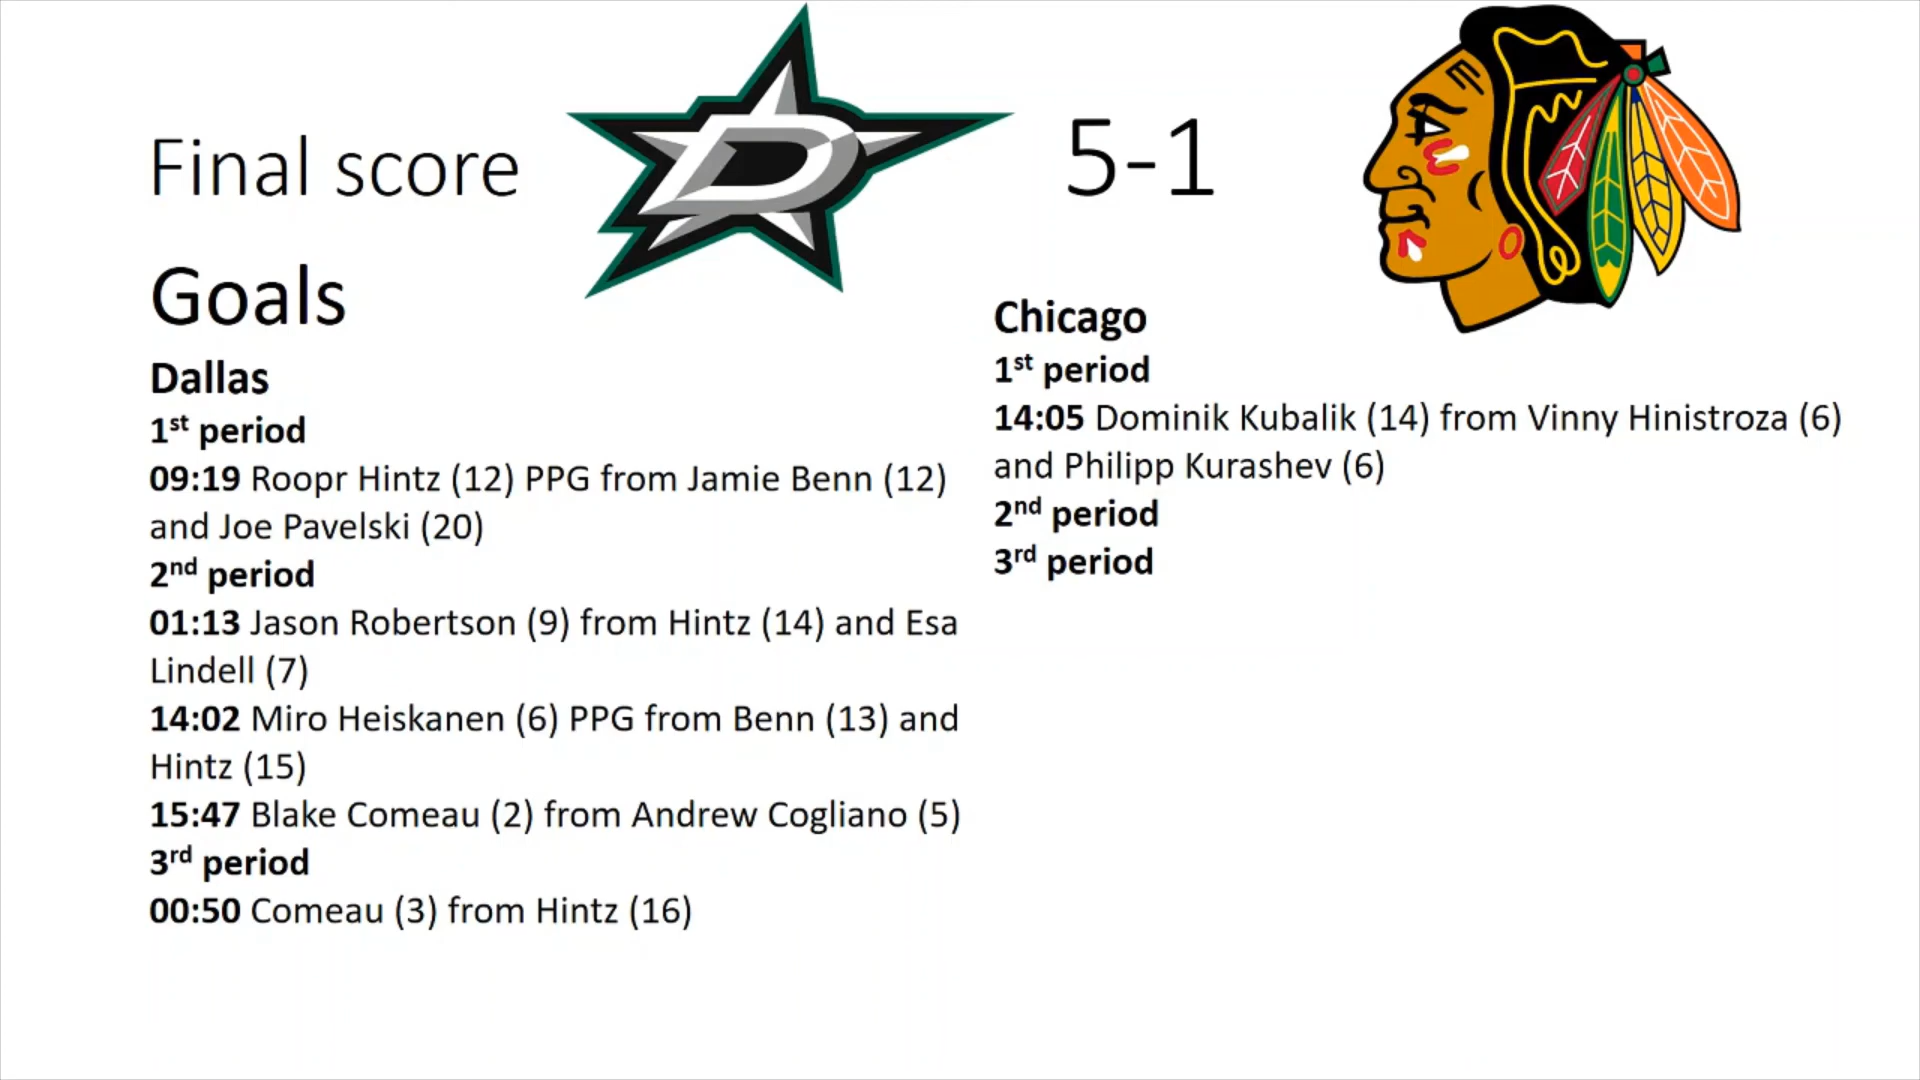 Final score
5-1
Goals
Dallas
1st period
09:19 Roopr Hintz (12) PPG from Jamie Benn (12)
and Joe Pavelski (20)
2nd period
01:13 Jason Robertson (9) from Hintz (14) and Esa
Lindell (7)
14:02 Miro Heiskanen (6) PPG from Benn (13) and
Hintz (15)
15:47 Blake Comeau (2) from Andrew Cogliano (5)
3rd period
00:50 Comeau (3) from Hintz (16)
Chicago
1st period
14:05 Dominik Kubalik (14) from Vinny Hinistroza (6)
and Philipp Kurashev (6)
2nd period
3rd period
D